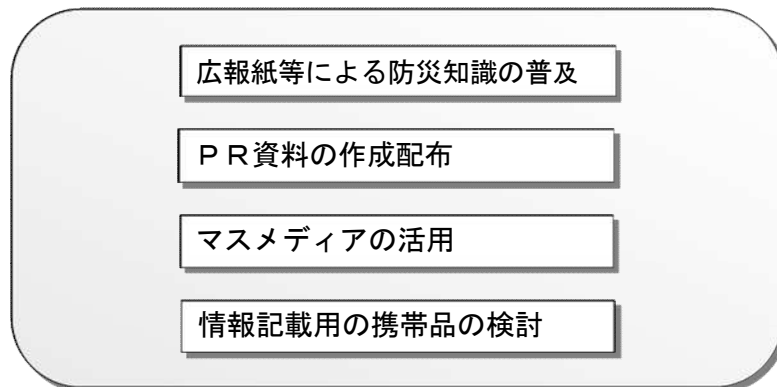 広報紙等による防災知識の普及
ＰＲ資料の作成配布
マスメディアの活用
情報記載用の携帯品の検討